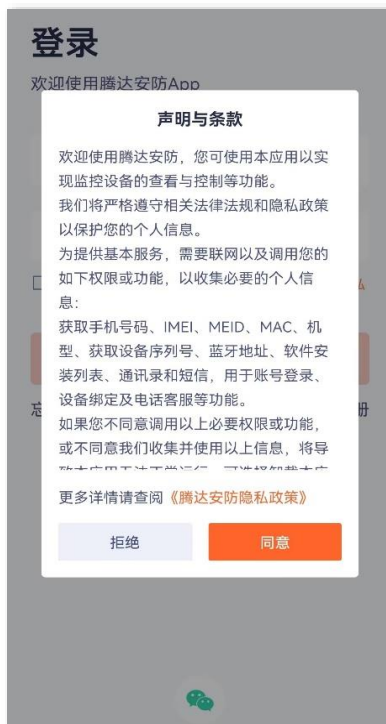 登录
欢迎使用腾达安防App
声明与条款
欢迎使用腾达安防，您可使用本应用以实
现监控设备的查看与控制等功能。
我们将严格遵守相关法律法规和隐私政策
以保护您的个人信息。
为提供基本服务，需要联网以及调用您的
如下权限或功能，以收集必要的个人信
息：
获取手机号码、IMEI、MEID、MAC、机
型、获取设备序列号、蓝牙地址、软件安
装列表、通讯录和短信，用于账号登录、
设备绑定及电话客服等功能。
如果您不同意调用以上必要权限或功能，
或不同意我们收集并使用以上信息，将导
更多详情请查阅《腾达安防隐私政策》
拒绝
同意